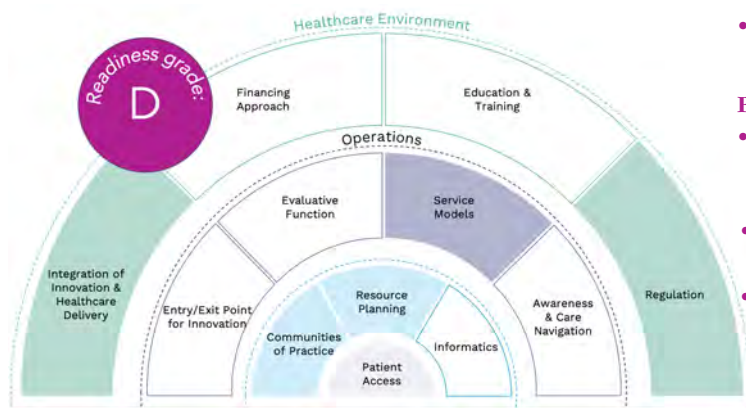 Healthcare Environment
Readiness grade:
D
Financing
Approach
Education &
Training
Operations
Evaluative
Function
Service
Models
Integration of
Innovation &
Healthcare
Delivery
Entry/Exit Point
for Innovation
Resource
Planning
Communities
of Practice
Informatics
Awareness
& Care
Navigation
Regulation
Patient
Access